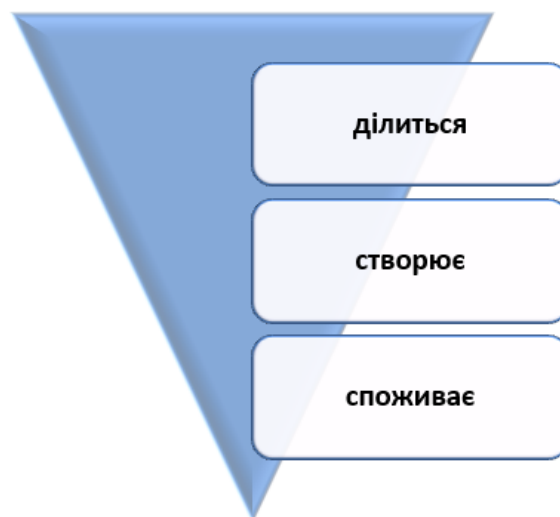 ділиться
створює
споживає